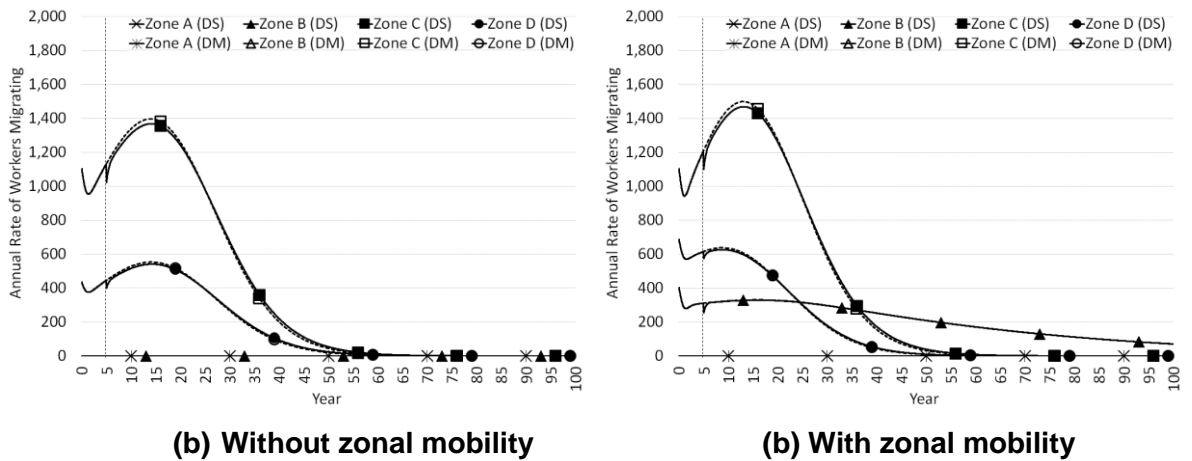 Zone A (DS) Zone B (DS) Zone C (DS) Zone D (DS)
Zone A (DM) Zone B (DM) Zone C (DM) Zone D (DM)
2,000
1,800
1,600
1,400
1,200
1,000
800
600
400
200
0
Annual Rate of Workers Migrating
0 5 10 15 20 25 30 35 40 45 50 55 60 65 70 75 80 85 90 95 100
Year
(b) Without zonal mobility
Zone A (DS) Zone B (DS) Zone C (DS) Zone D (DS)
Zone A (DM) Zone B (DM) Zone C (DM) Zone D (DM)
2,000
1,800
1,600
1,400
1,200
1,000
800
600
400
200
0
Annual Rate of Workers Migrating
0 5 10 15 20 25 30 35 40 45 50 55 60 65 70 75 80 85 90 95 100
Year
(b) With zonal mobility